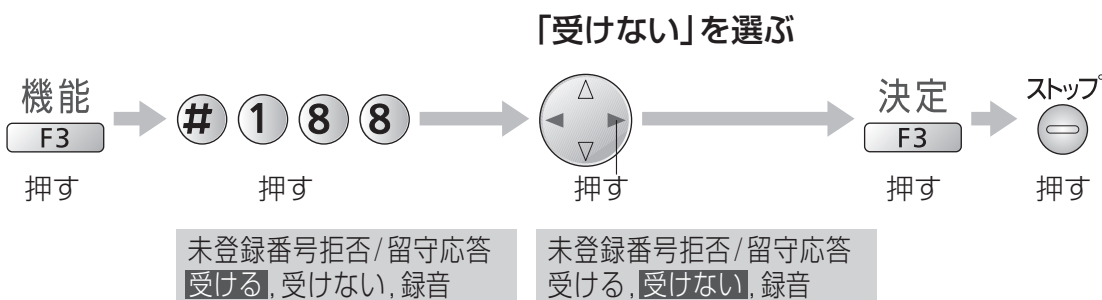 「受けない」を選ぶ
機能
F3
押す
# 1 8 8
押す
押す
決定
F3
押す
ストップ
押す
未登録番号拒否/留守応答
受ける,受けない,録音
未登録番号拒否/留守応答
受ける,受けない,録音